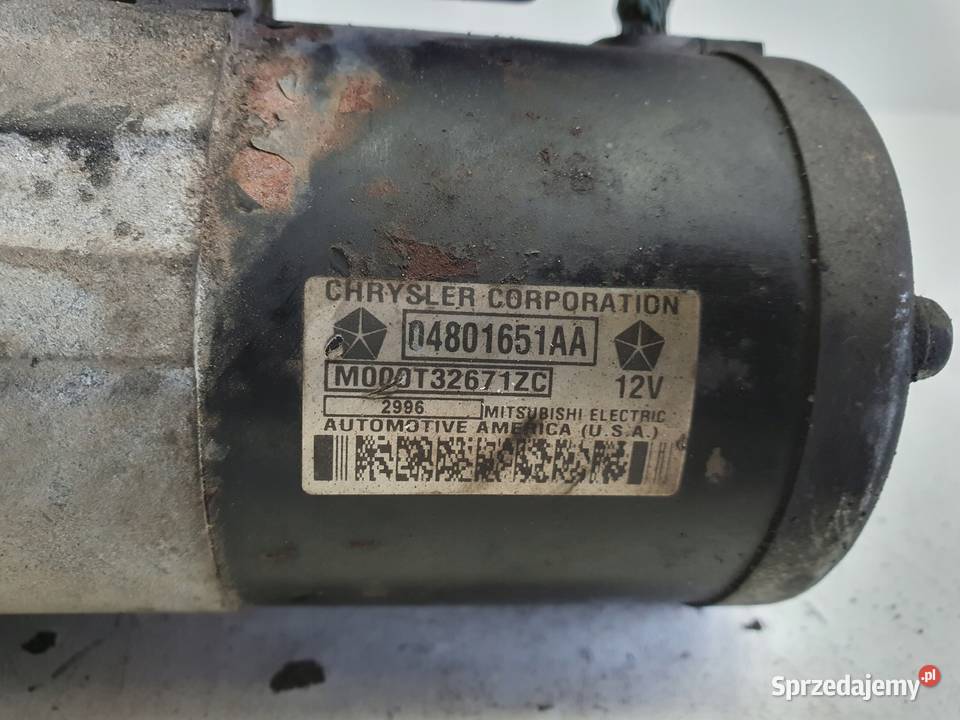 CHRYSLER CORPORATION
04801651AA
M000T32671ZC
12V
2996
MITSUBISHI ELECTRIC
AUTOMOTIVE AMERICA (U.S.A.)
Sprzedajemy.pl